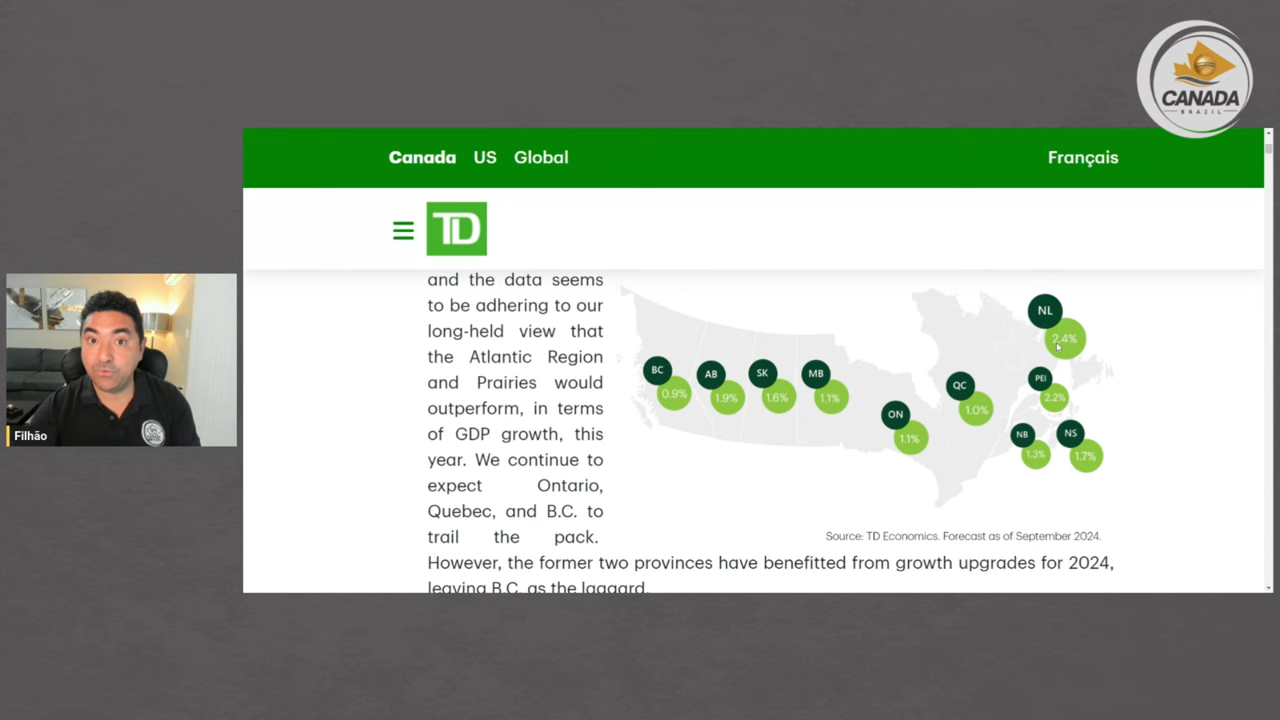 CANADA
BRAZIL
Canada US Global Français
TD
and the data seems
to be adhering to our
long-held view that
the Atlantic Region
and Prairies would
outperform, in terms
of GDP growth, this
year. We continue to
expect Ontario,
Quebec, and B.C. to
trail the pack.
However, the former two provinces have benefitted from growth upgrades for 2024,
leaving B.C. as the laggard.
NL
2.4%
BC
0.9%
AB
1.9%
SK
1.6%
MB
1.1%
ON
1.1%
QC
1.0%
PEI
2.2%
NB
1.3%
NS
1.7%
Source: TD Economics. Forecast as of September 2024.
Filhão